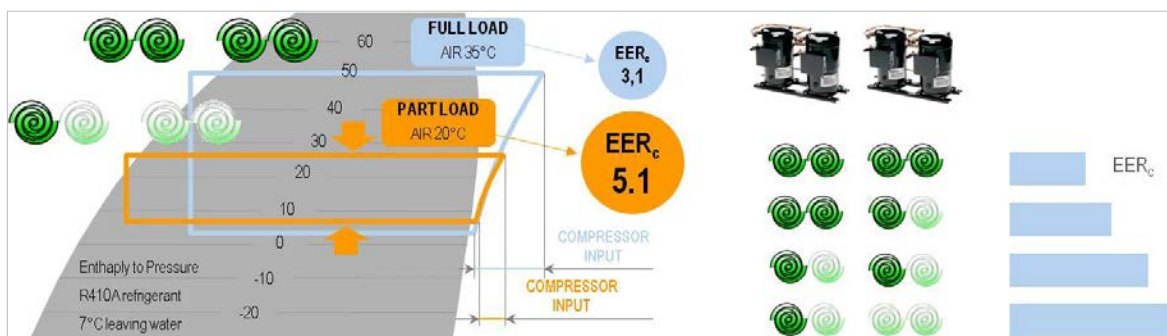 60
FULL LOAD
AIR 35°C
EERc
3,1
50
40
PART LOAD
AIR 20°C
30
EERc
5.1
20
10
0
COMPRESSOR
INPUT
Enthaply to Pressure
-10
COMPRESSOR
INPUT
R410A refrigerant
-20
7°C leaving water
EERc